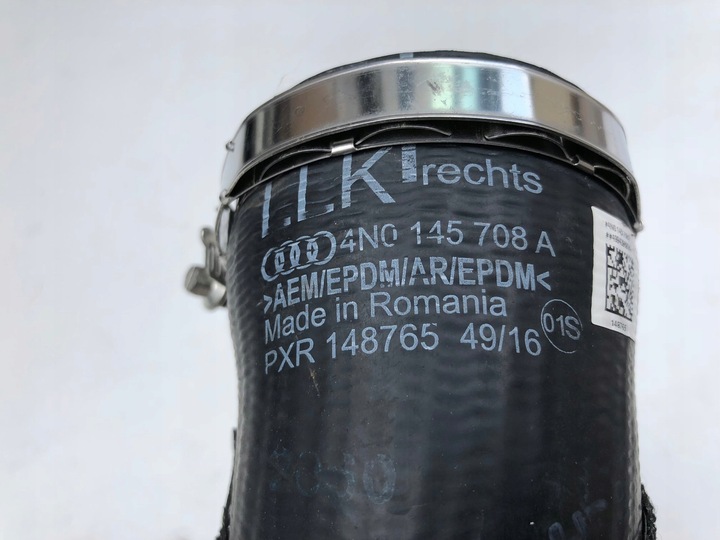 LLK rechts
4N0 145 708 A
>AEM/EPDM/AR/EPDM<
Made in Romania
PXR 148765 49/16
01S